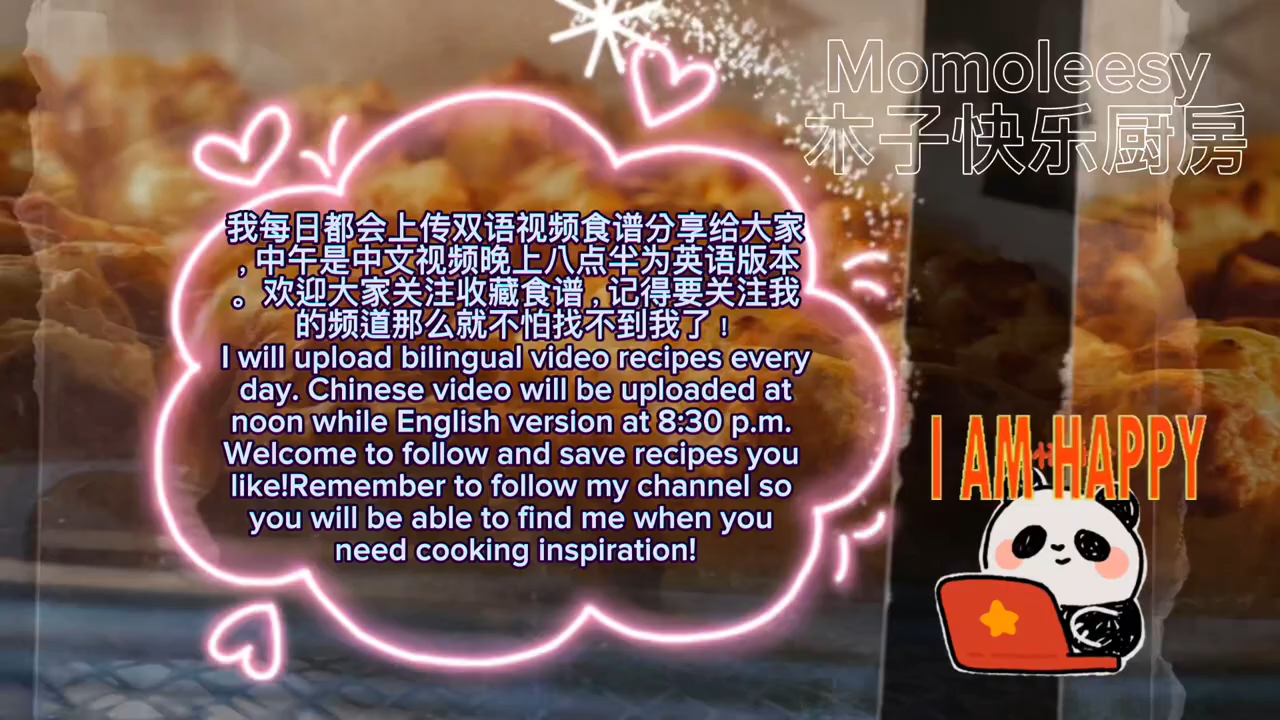 Momoleesy
木子快乐厨房
我每日都会上传双语视频食谱分享给大家
，中午是中文视频晚上八点半为英语版本
。欢迎大家关注收藏食谱，记得要关注我
的频道那么就不怕找不到我了！
I will upload bilingual video recipes every
day. Chinese video will be uploaded at
noon while English version at 8:30 p.m.
Welcome to follow and save recipes you
like!Remember to follow my channel so
you will be able to find me when you
need cooking inspiration!
I AM HAPPY